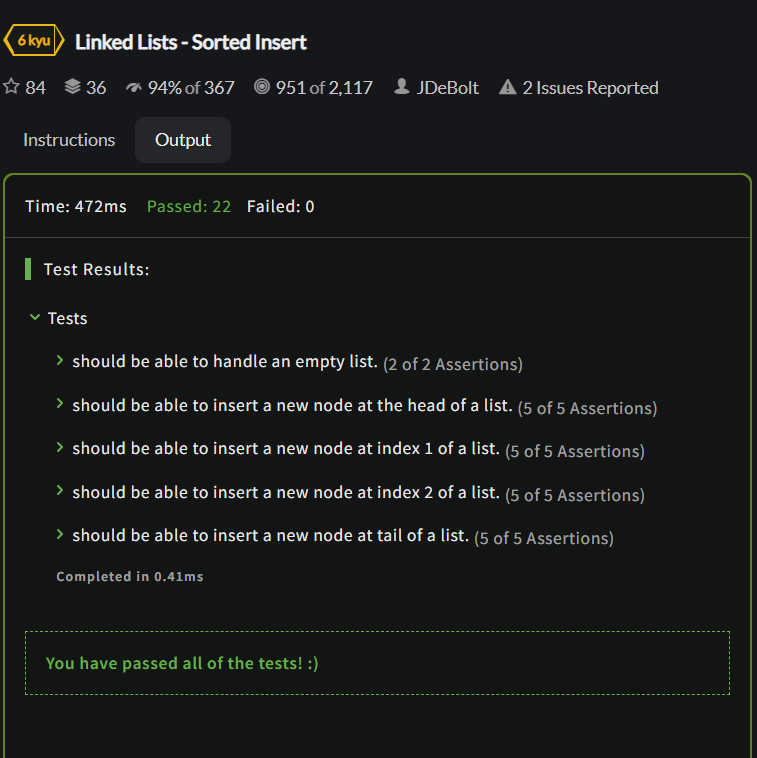 6 kyu Linked Lists - Sorted Insert
84 36 94% of 367 951 of 2,117 JDeBolt 2 Issues Reported
Instructions Output
Time: 472ms Passed: 22 Failed: 0
Test Results:
Tests
should be able to handle an empty list. (2 of 2 Assertions)
should be able to insert a new node at the head of a list. (5 of 5 Assertions)
should be able to insert a new node at index 1 of a list. (5 of 5 Assertions)
should be able to insert a new node at index 2 of a list. (5 of 5 Assertions)
should be able to insert a new node at tail of a list. (5 of 5 Assertions)
Completed in 0.41ms
You have passed all of the tests! :)